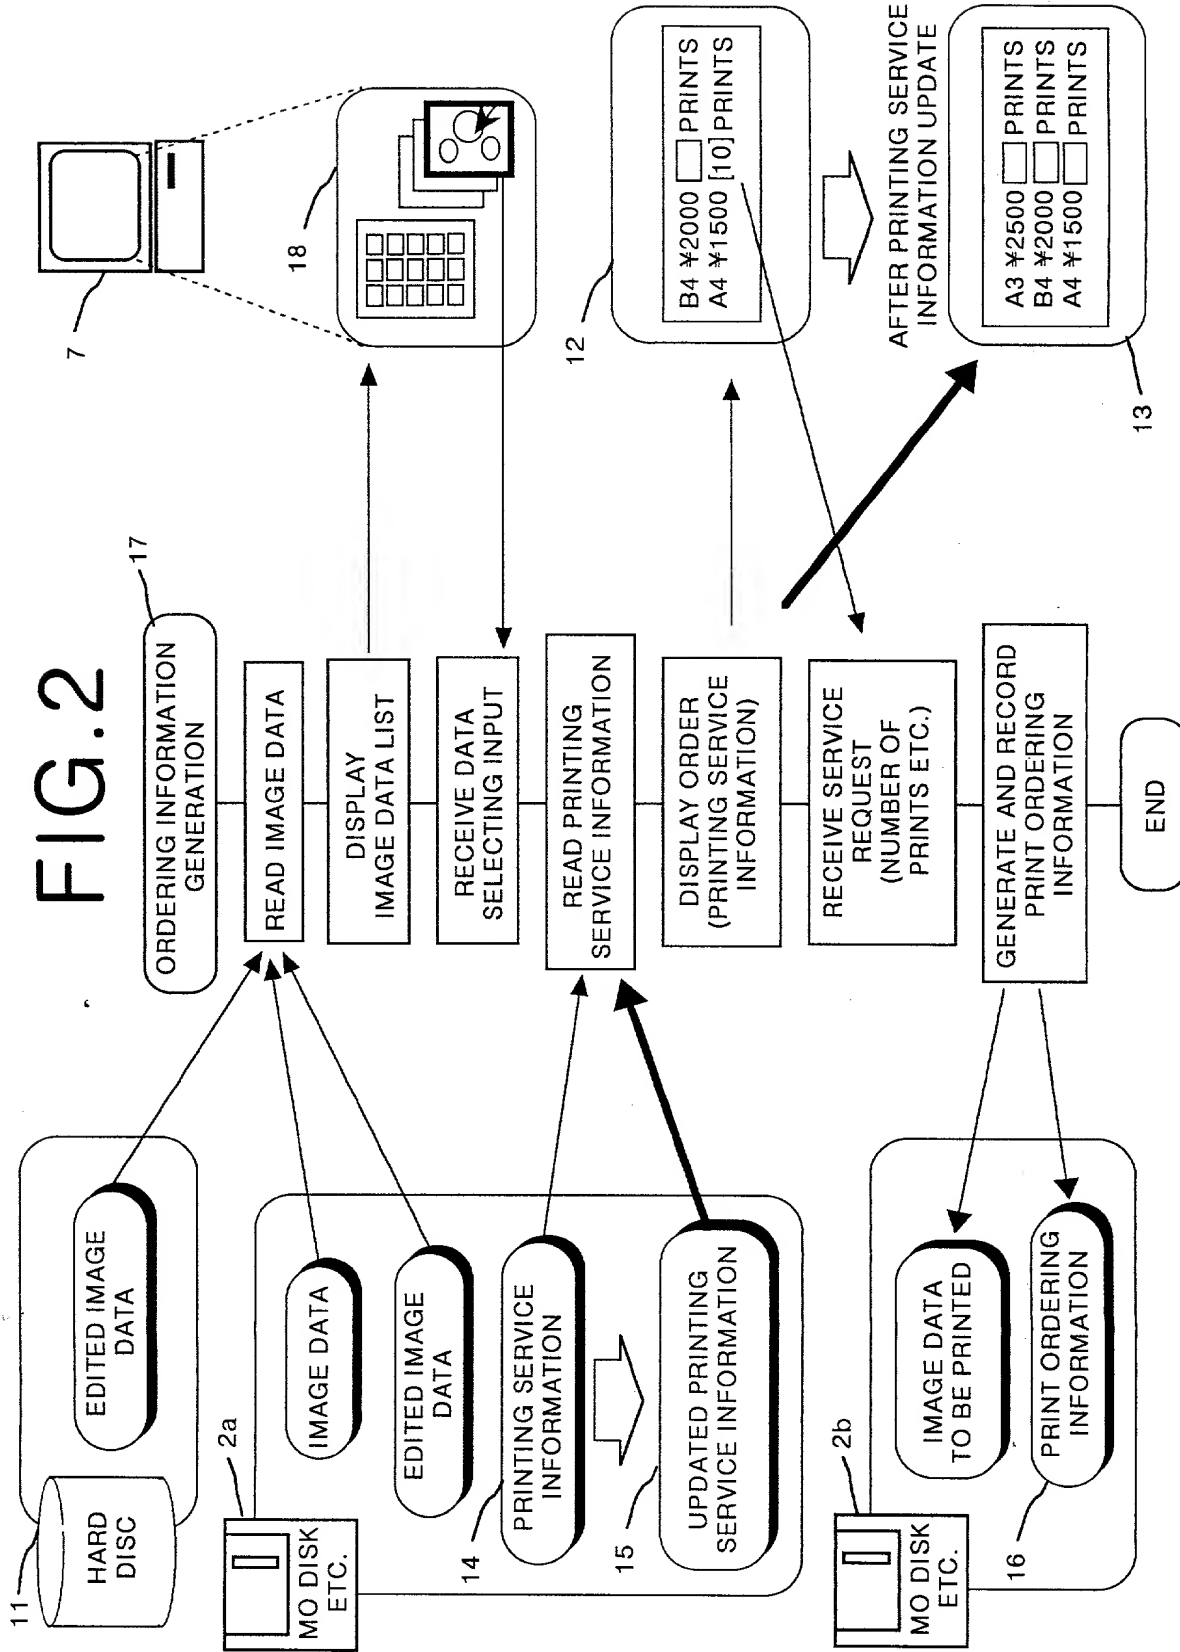 FIG.2
11
HARD
DISC
EDITED IMAGE
DATA
2a
MO DISK
ETC.
IMAGE DATA
EDITED IMAGE
DATA
14
PRINTING SERVICE
INFORMATION
15
UPDATED PRINTING
SERVICE INFORMATION
2b
MO DISK
ETC.
IMAGE DATA
TO BE PRINTED
16
PRINT ORDERING
INFORMATION
17
ORDERING INFORMATION
GENERATION
READ IMAGE DATA
DISPLAY
IMAGE DATA LIST
RECEIVE DATA
SELECTING INPUT
READ PRINTING
SERVICE INFORMATION
DISPLAY ORDER
(PRINTING SERVICE
INFORMATION)
RECEIVE SERVICE
REQUEST
(NUMBER OF
PRINTS ETC.)
GENERATE AND RECORD
PRINT ORDERING
INFORMATION
END
7
18
12
B4 ¥2000 PRINTS
A4 ¥1500 [10] PRINTS
AFTER PRINTING SERVICE
INFORMATION UPDATE
13
A3 ¥2500 PRINTS
B4 ¥2000 PRINTS
A4 ¥1500 PRINTS